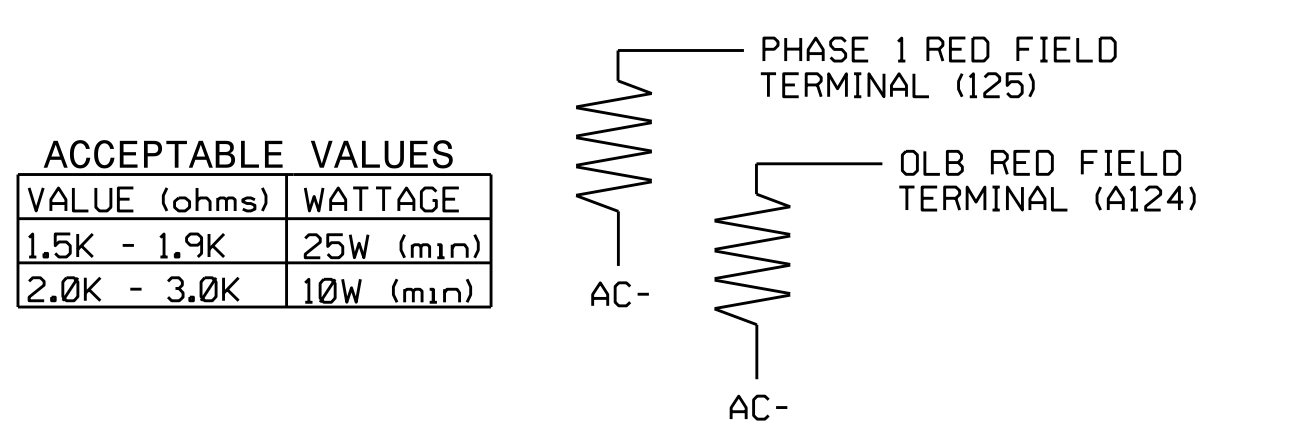 ACCEPTABLE VALUES
VALUE (ohms) WATTAGE
1.5K - 1.9K 25W (min)
2.0K - 3.0K 10W (min)
PHASE 1 RED FIELD
TERMINAL (125)
AC-
OLB RED FIELD
TERMINAL (A124)
AC-